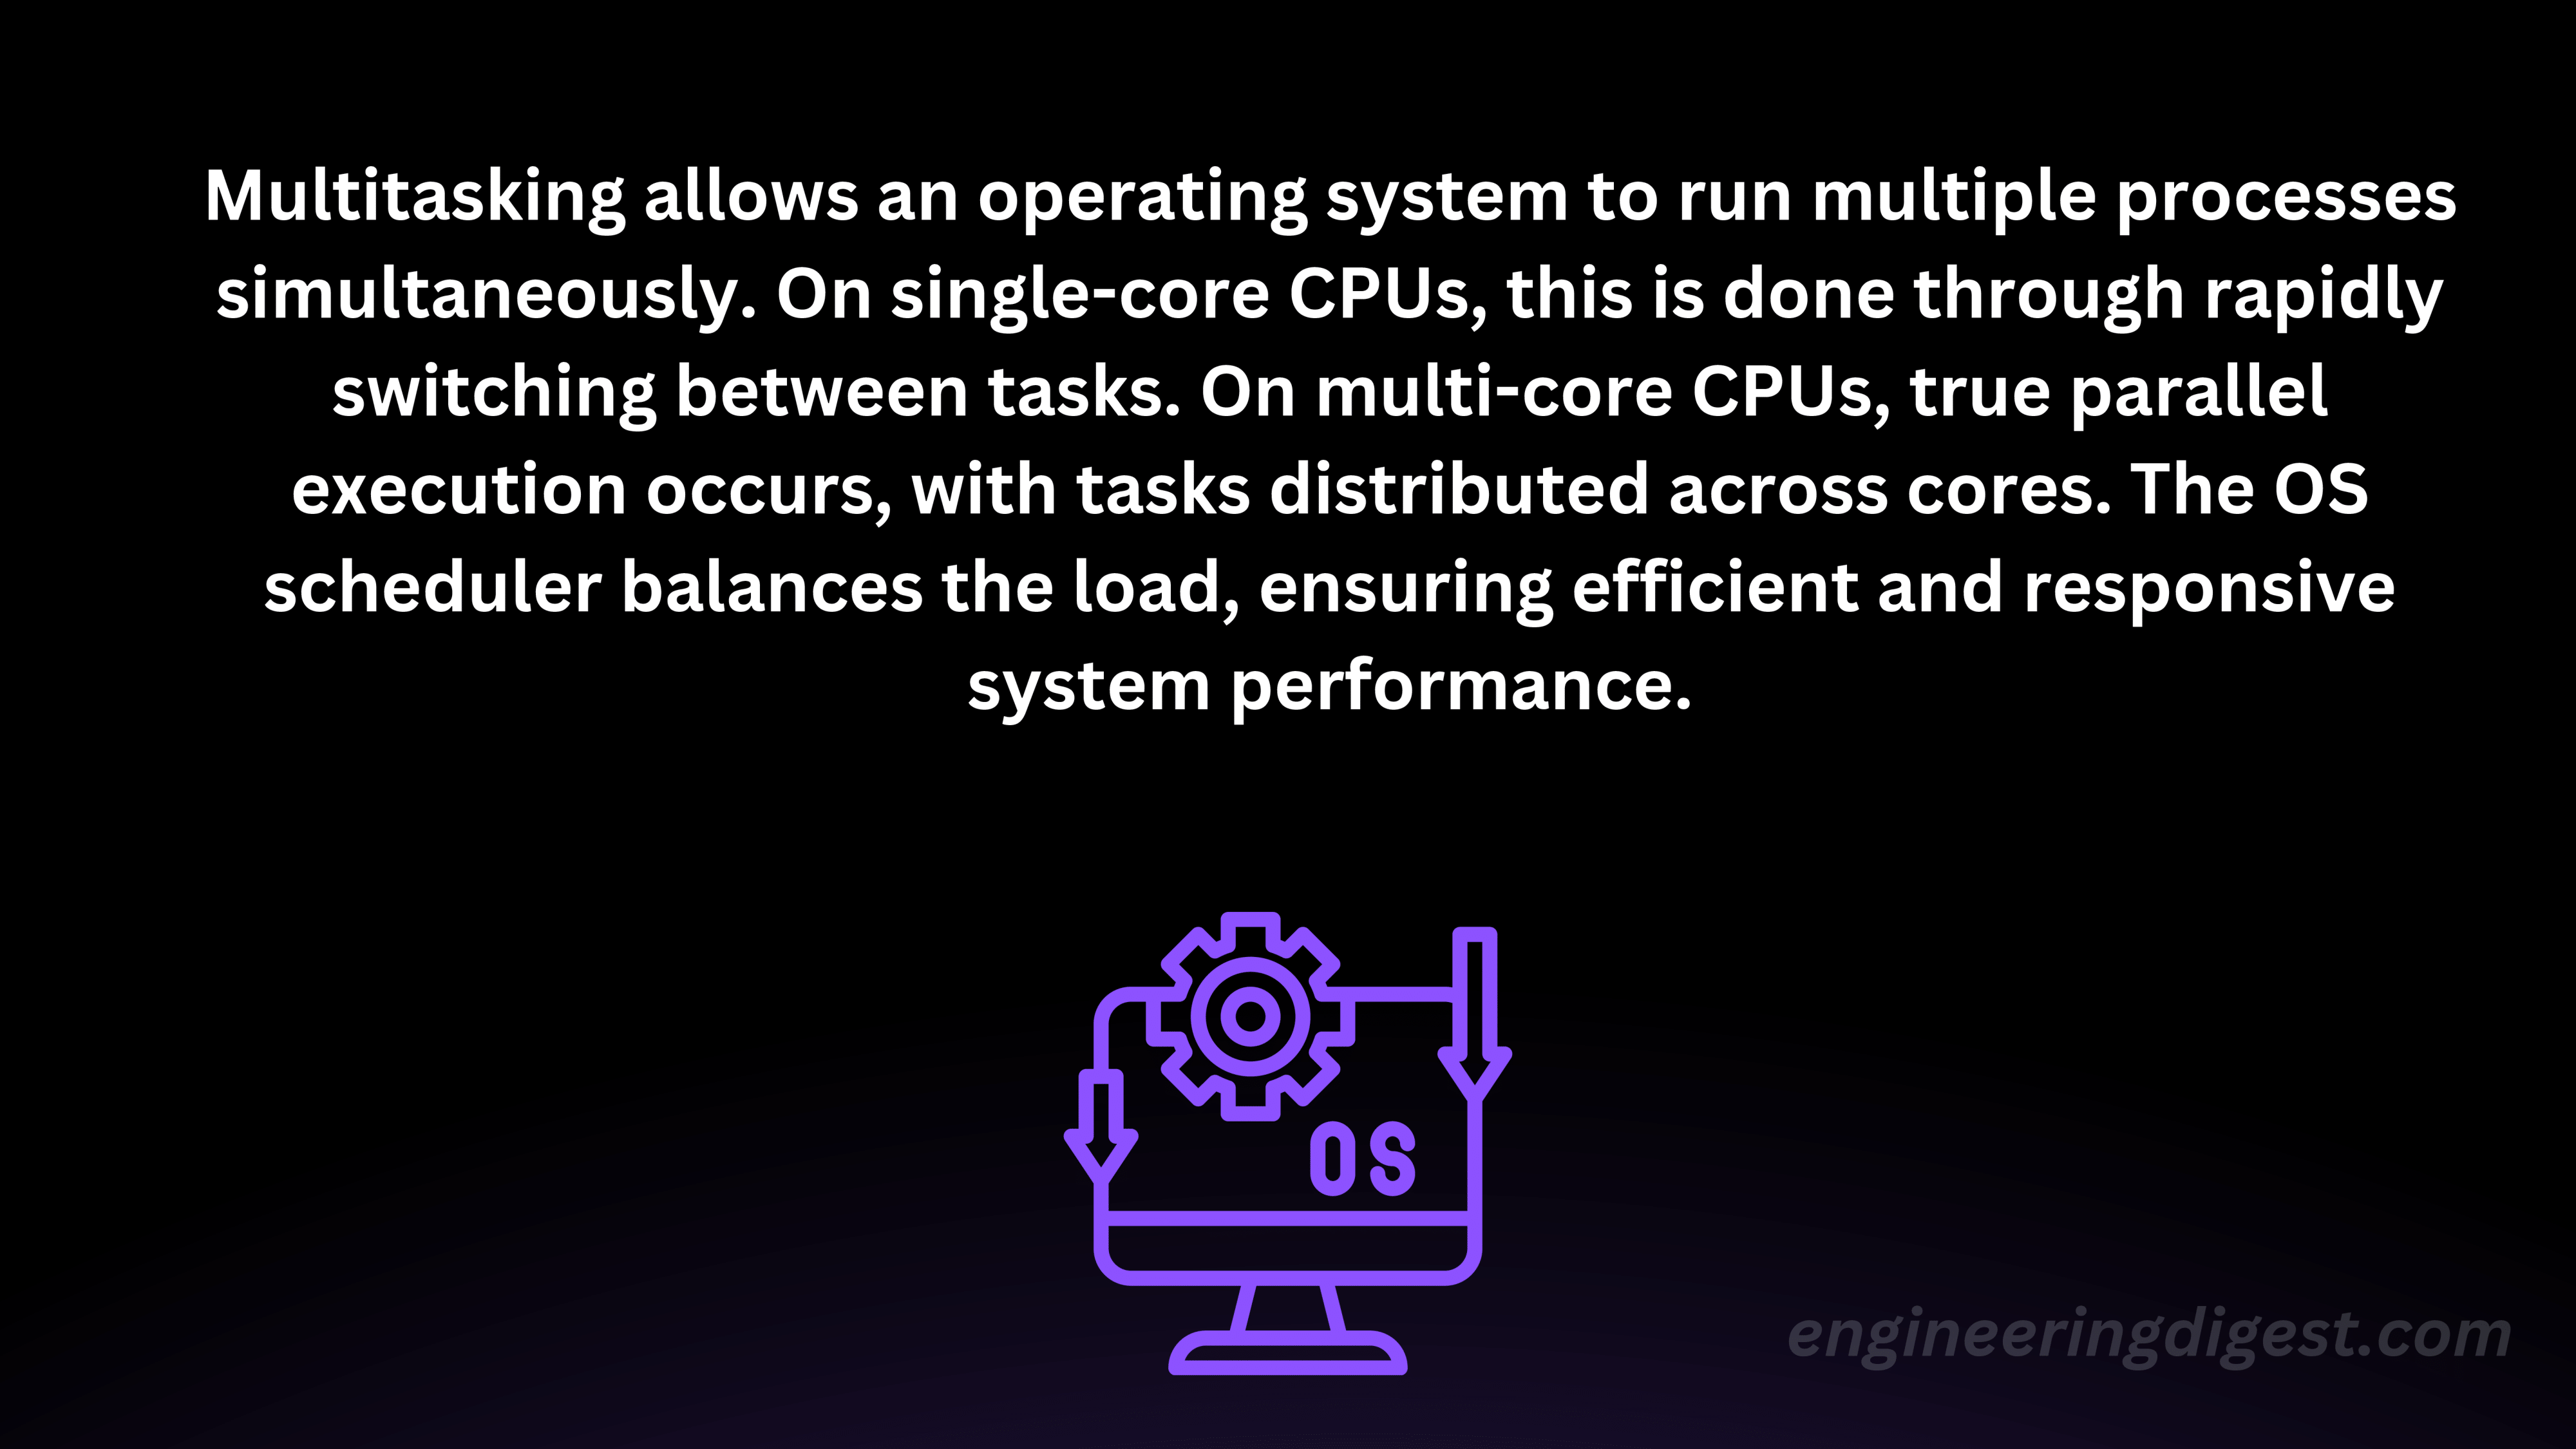 Multitasking allows an operating system to run multiple processes
simultaneously. On single-core CPUs, this is done through rapidly
switching between tasks. On multi-core CPUs, true parallel
execution occurs, with tasks distributed across cores. The OS
scheduler balances the load, ensuring efficient and responsive
system performance.
OS
engineeringdigest.com